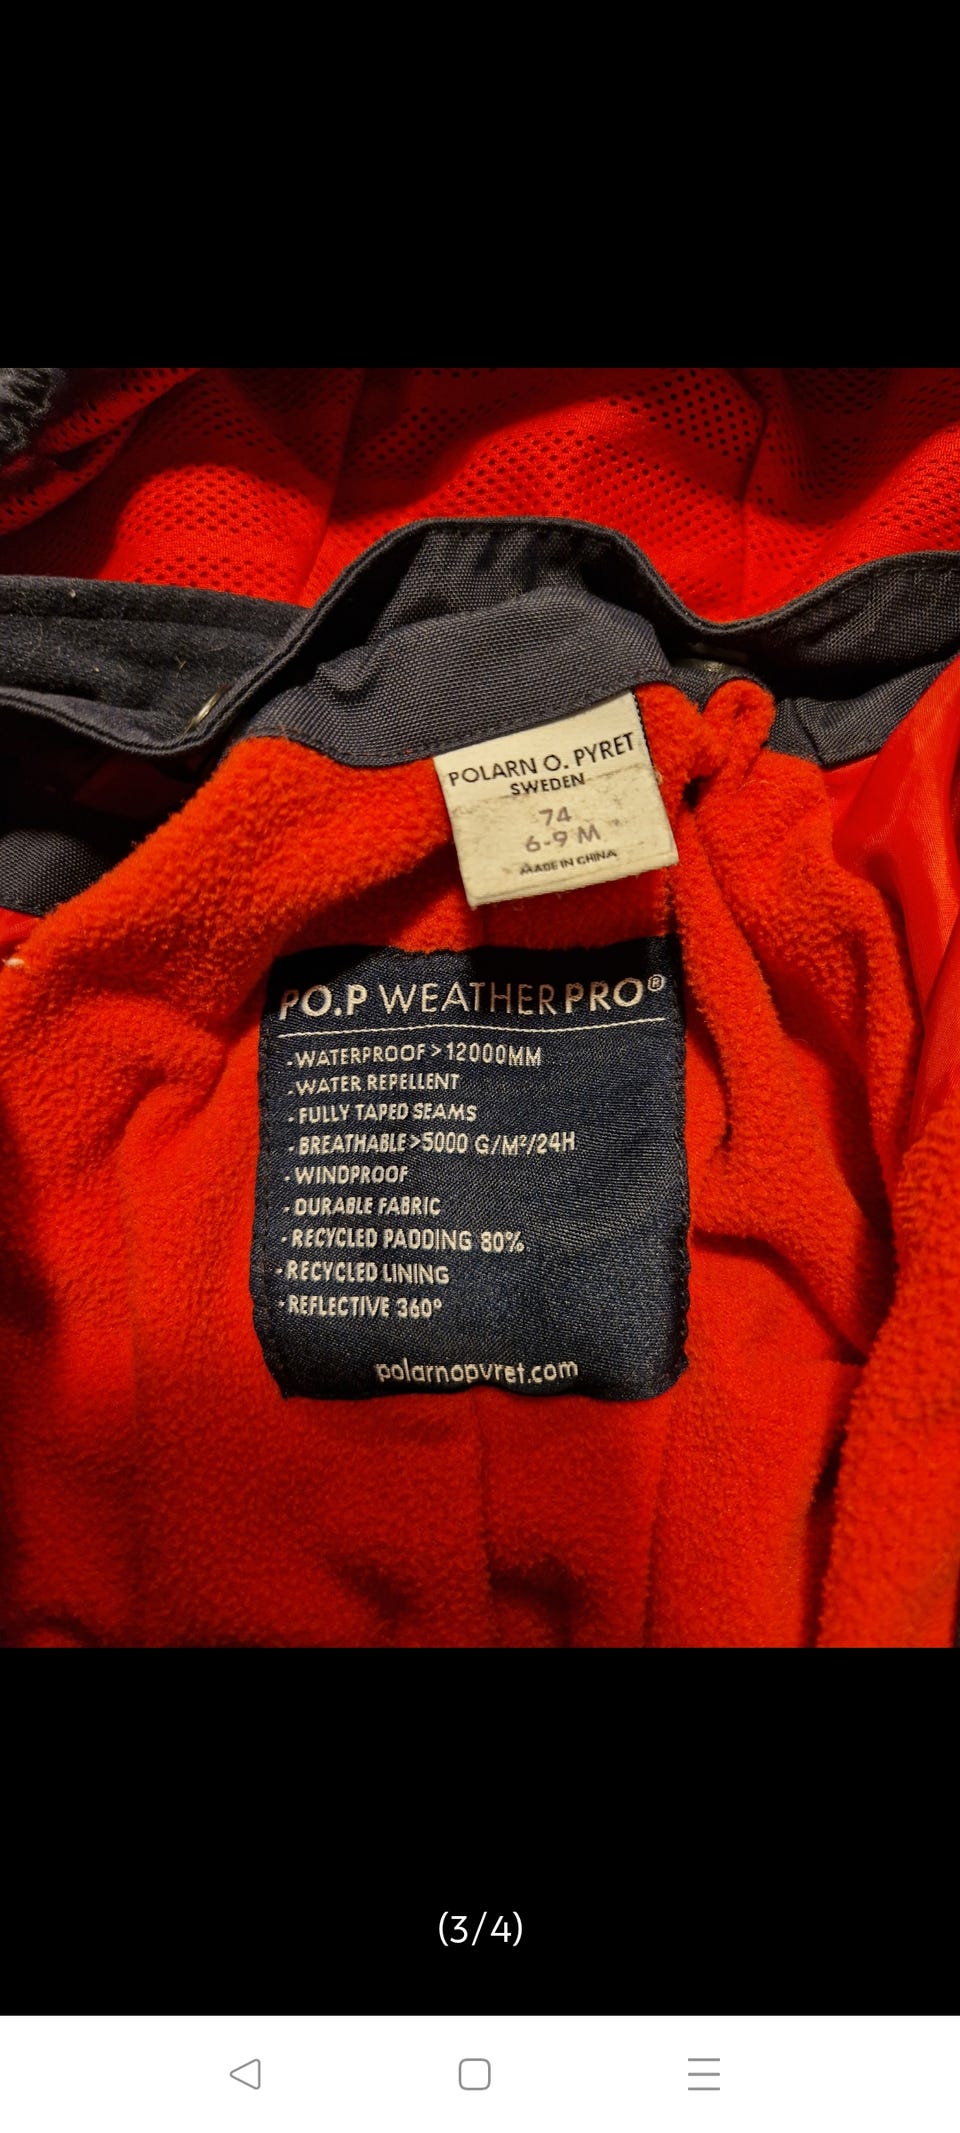 POLARN O. PYRET
SWEDEN
74
6-9 M
MADE IN CHINA
PO.P WEATHERPRO®
-WATERPROOF>12000MM
-WATER REPELLENT
-FULLY TAPED SEAMS
-BREATHABLE>5000 G/M²/24H
-WINDPROOF
-DURABLE FABRIC
-RECYCLED PADDING 80%
-RECYCLED LINING
-REFLECTIVE 360°
polarnopyret.com
(3/4)